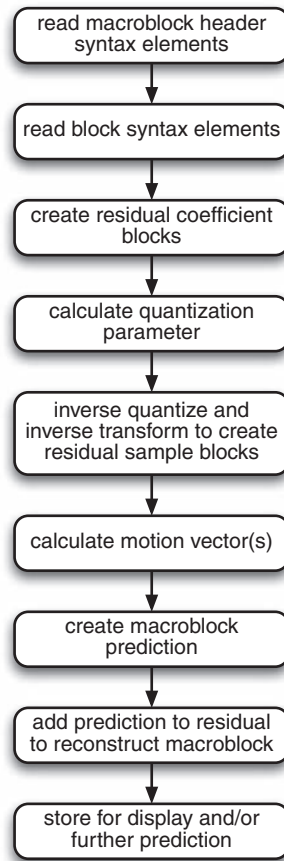 read macroblock header
syntax elements
read block syntax elements
create residual coefficient
blocks
calculate quantization
parameter
inverse quantize and
inverse transform to create
residual sample blocks
calculate motion vector(s)
create macroblock
prediction
add prediction to residual
to reconstruct macroblock
store for display and/or
further prediction